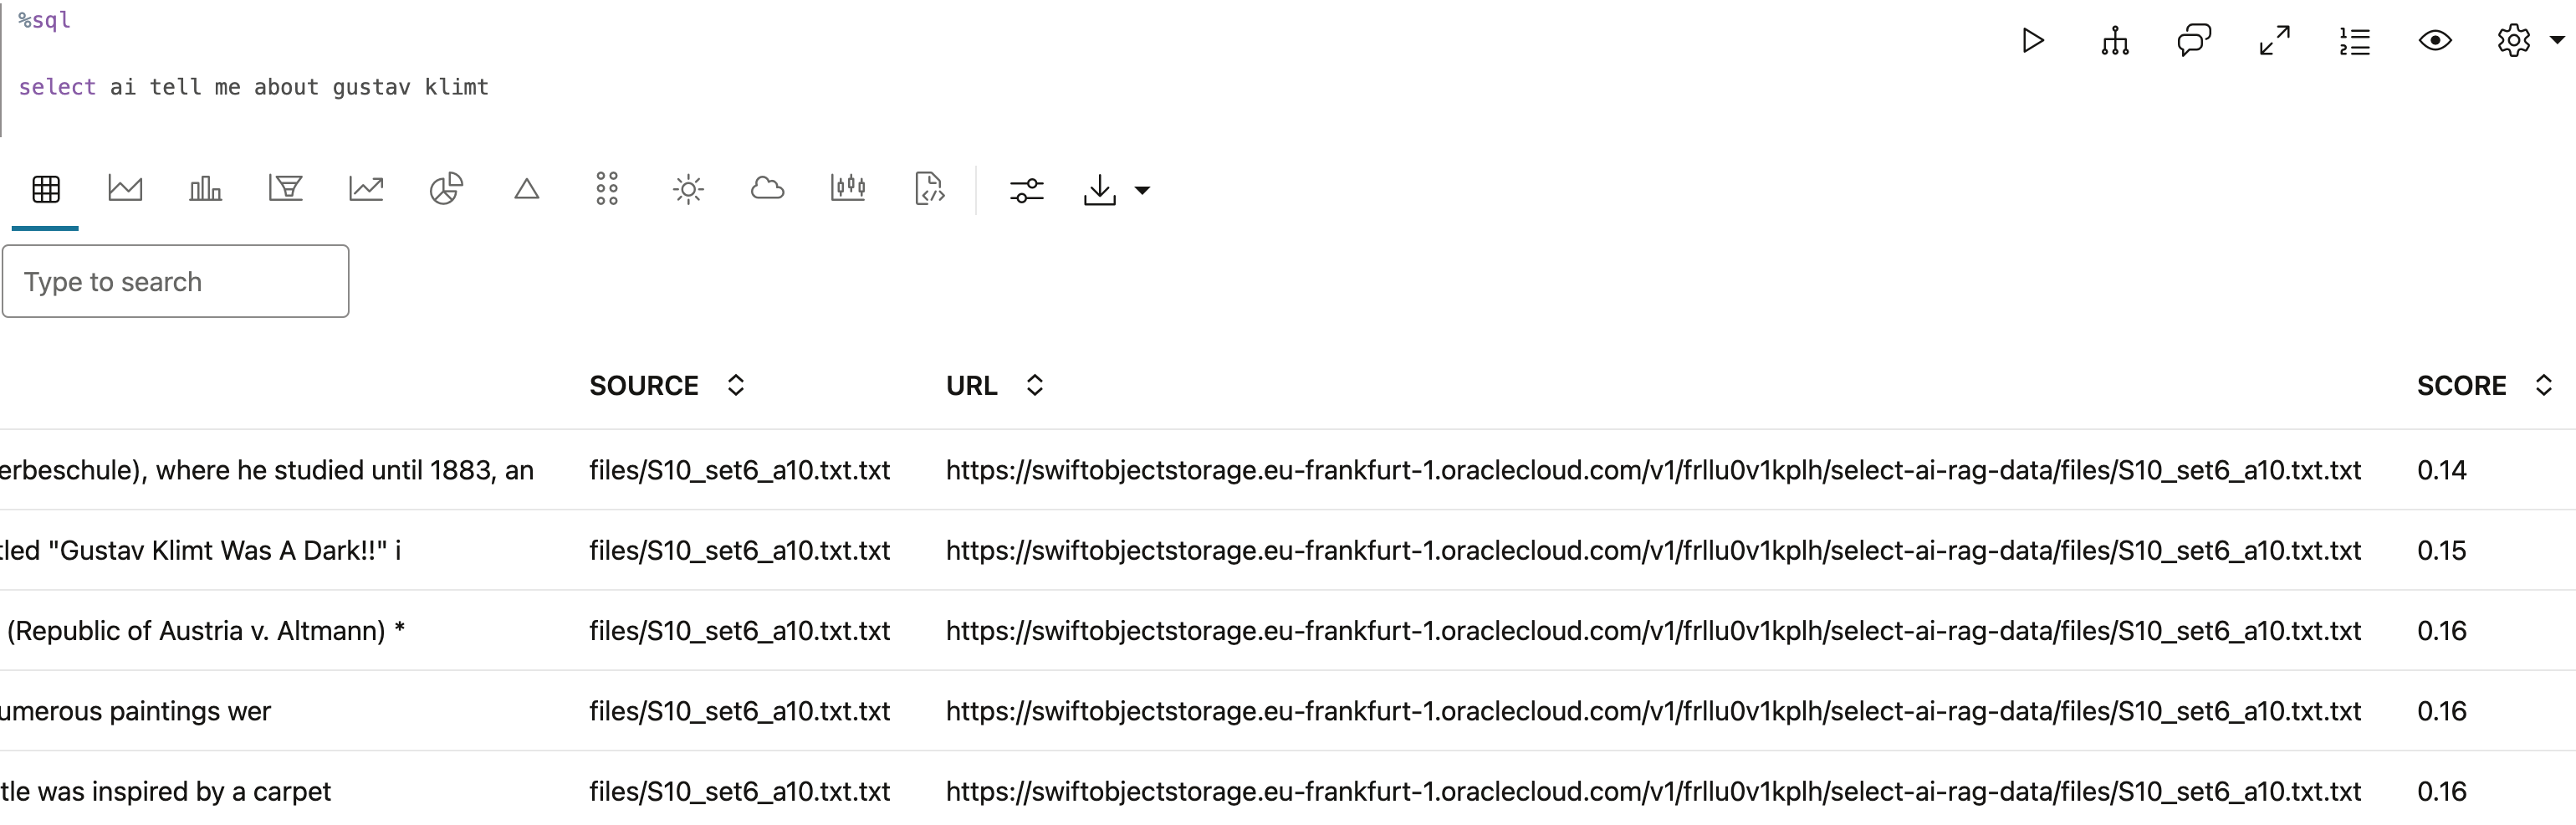 %sql
select ai tell me about gustav klimt
Type to search
SOURCE URL SCORE
erbeschule), where he studied until 1883, an files/S10_set6_a10.txt.txt https://swiftobjectstorage.eu-frankfurt-1.oraclecloud.com/v1/frllu0v1kplh/select-ai-rag-data/files/S10_set6_a10.txt.txt 0.14
tled "Gustav Klimt Was A Dark!!" i files/S10_set6_a10.txt.txt https://swiftobjectstorage.eu-frankfurt-1.oraclecloud.com/v1/frllu0v1kplh/select-ai-rag-data/files/S10_set6_a10.txt.txt 0.15
(Republic of Austria v. Altmann) * files/S10_set6_a10.txt.txt https://swiftobjectstorage.eu-frankfurt-1.oraclecloud.com/v1/frllu0v1kplh/select-ai-rag-data/files/S10_set6_a10.txt.txt 0.16
umerous paintings wer files/S10_set6_a10.txt.txt https://swiftobjectstorage.eu-frankfurt-1.oraclecloud.com/v1/frllu0v1kplh/select-ai-rag-data/files/S10_set6_a10.txt.txt 0.16
tle was inspired by a carpet files/S10_set6_a10.txt.txt https://swiftobjectstorage.eu-frankfurt-1.oraclecloud.com/v1/frllu0v1kplh/select-ai-rag-data/files/S10_set6_a10.txt.txt 0.16